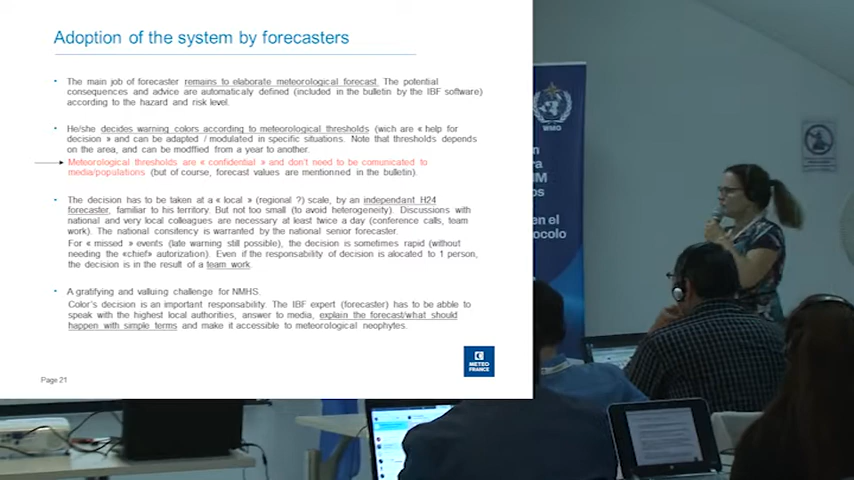 Adoption of the system by forecasters
• The main job of forecaster remains to elaborate meteorological forecast. The potential
consequences and advice are automaticaly defined (included in the bulletin by the IBF software)
according to the hazard and risk level.
• He/she decides warning colors according to meteorological thresholds (wich are « help for
decision » and can be adapted / modulated in specific situations. Note that thresholds depends
on the area, and can be modffied from a year to another.
Meteorological thresholds are « confidential » and don't need to be comunicated to
media/populations (but of course, forecast values are mentionned in the bulletin).
• The decision has to be taken at a « local » (regional ?) scale, by an independant H24
forecaster, familiar to his territory. But not too small (to avoid heterogeneity). Discussions with
national and very local colleagues are necessary at least twice a day (conference calls, team
work). The national consitency is warranted by the national senior forecaster.
For « missed » events (late warning still possible), the decision is sometimes rapid (without
needing the «chief» autorization). Even if the responsability of decision is alocated to 1 person,
the decision is in the result of a team work.
• A gratifying and valuing challenge for NMHS.
Color's decision is an important responsability. The IBF expert (forecaster) has to be abble to
speak with the highest local authorities, answer to media, explain the forecast/what should
happen with simple terms and make it accessible to meteorological neophytes.
METEO
FRANCE
Page 21
WMO
en el
ocolo